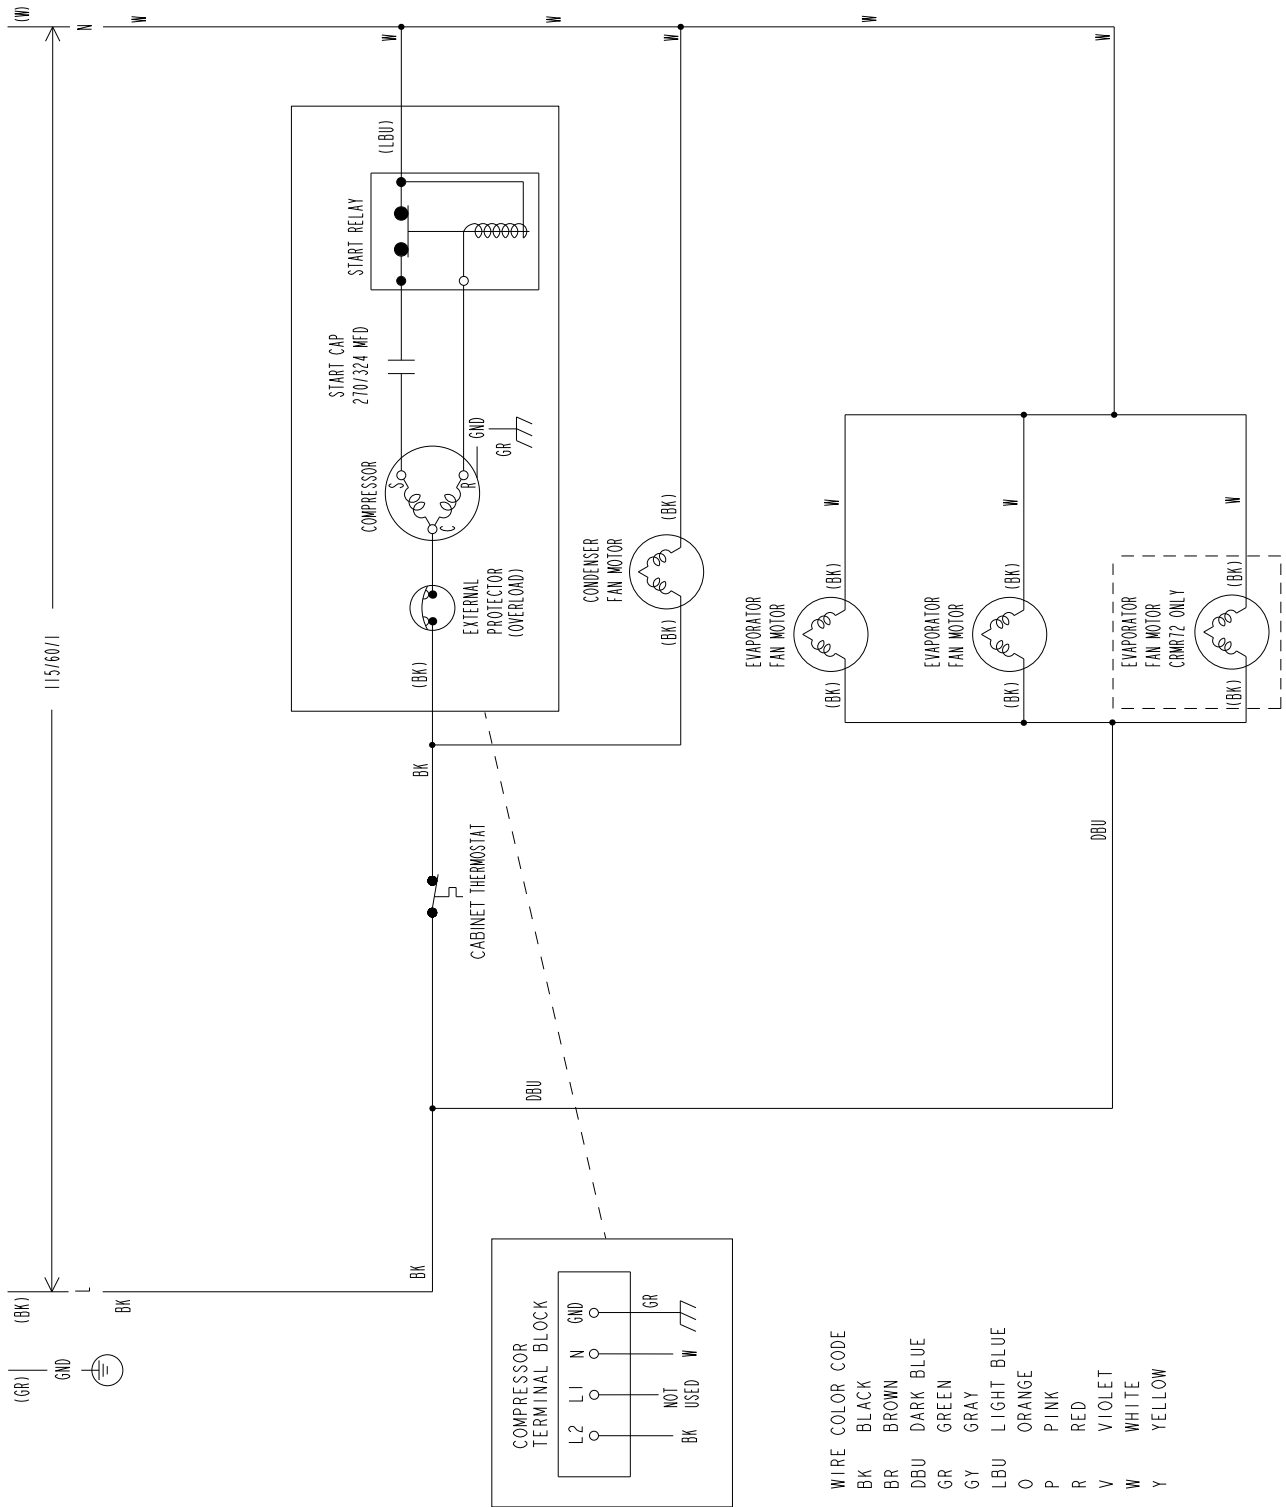 (GR)
GND
(BK)
L
115/60/1
N
(W)
BK
BK
DBU
CABINET THERMOSTAT
BK
(BK)
EXTERNAL
PROTECTOR
(OVERLOAD)
COMPRESSOR
C
S
R
GND
GR
START CAP
270/324 MFD
START RELAY
(LBU)
W
W
W
W
W
W
(BK)
CONDENSER
FAN MOTOR
(BK)
DBU
(BK)
EVAPORATOR
FAN MOTOR
(BK)
W
(BK)
EVAPORATOR
FAN MOTOR
(BK)
W
(BK)
EVAPORATOR
FAN MOTOR
CRMR72 ONLY
(BK)
W
COMPRESSOR
TERMINAL BLOCK
L2 L1 N GND
BK
NOT
USED
W
GR
WIRE COLOR CODE
BK BLACK
BR BROWN
DBU DARK BLUE
GR GREEN
GY GRAY
LBU LIGHT BLUE
O ORANGE
P PINK
R RED
V VIOLET
W WHITE
Y YELLOW